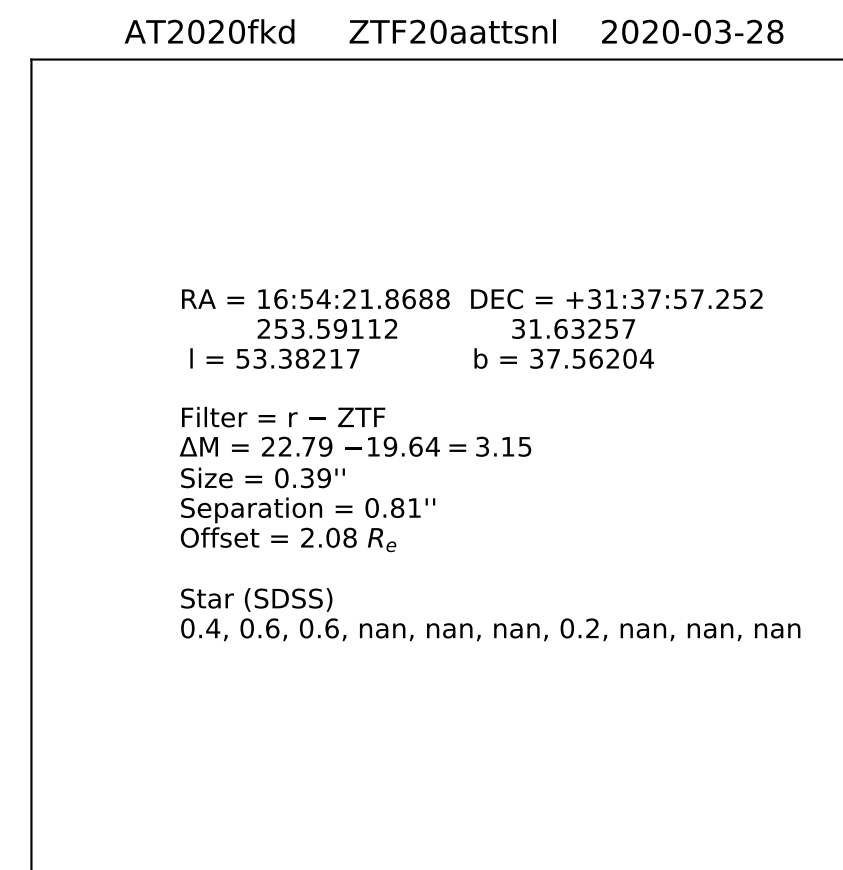 AT2020fkd ZTF20aattsnl 2020-03-28
RA = 16:54:21.8688 DEC = +31:37:57.252
253.59112 31.63257
l = 53.38217 b = 37.56204
Filter = r − ZTF
ΔM = 22.79 −19.64 = 3.15
Size = 0.39''
Separation = 0.81''
Offset = 2.08 Re
Star (SDSS)
0.4, 0.6, 0.6, nan, nan, nan, 0.2, nan, nan, nan